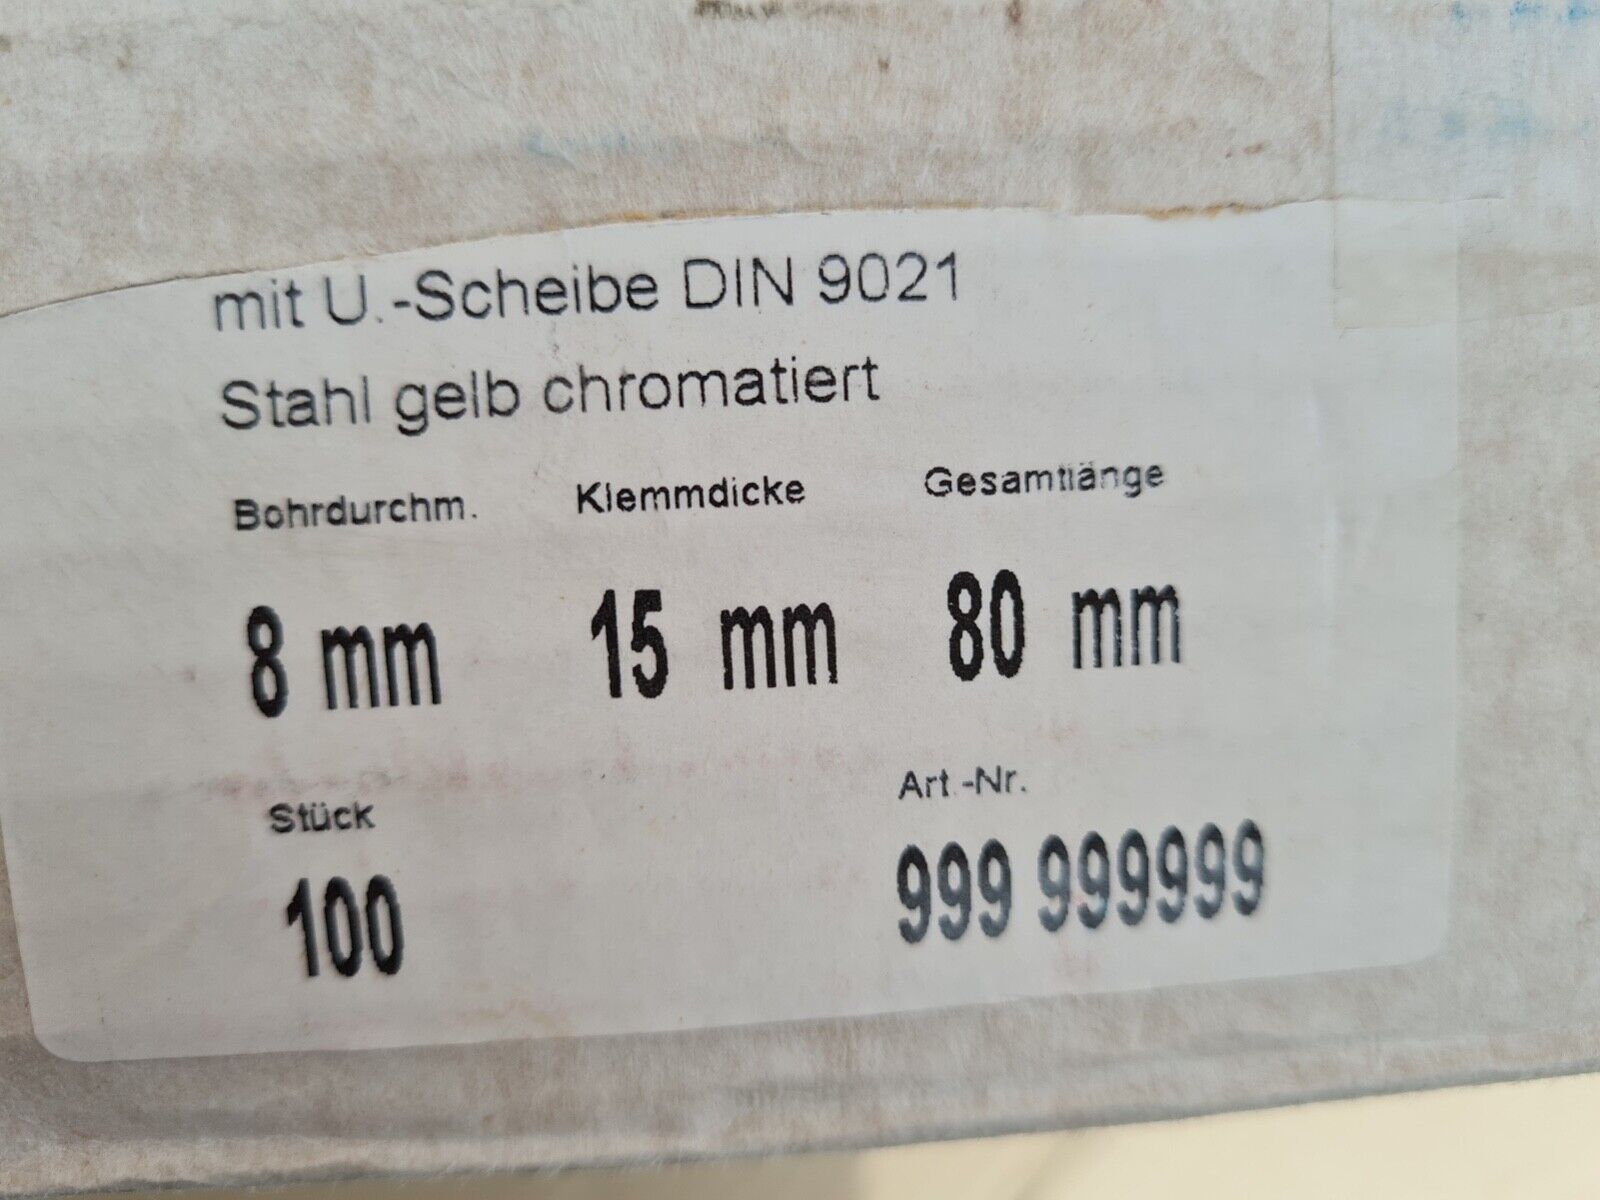 mit U.-Scheibe DIN 9021
Stahl gelb chromatiert
Bohrdurchm. Klemmdicke Gesamtlänge
8 mm 15 mm 80 mm
Stück Art.-Nr.
100 999 999999